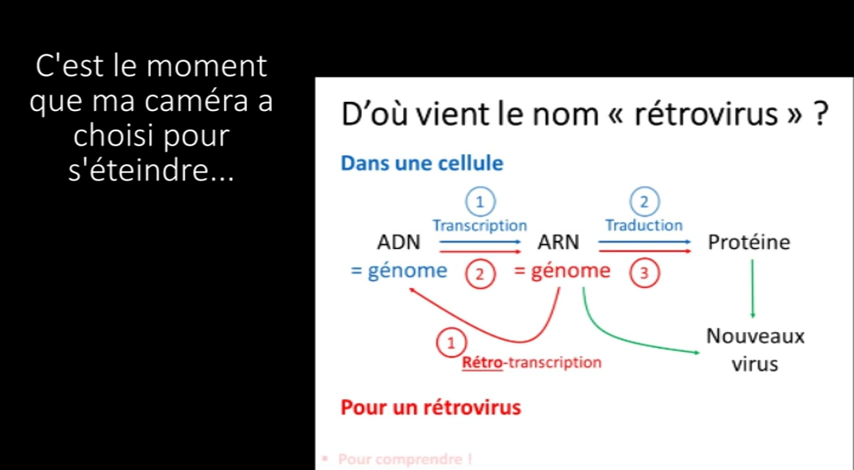 C'est le moment
que ma caméra a
choisi pour
s'éteindre...
D'où vient le nom « rétrovirus » ?
Dans une cellule
1
2
Transcription
Traduction
ADN
ARN
Protéine
= génome
2
= génome
3
Nouveaux
virus
1
Rétro-transcription
Pour un rétrovirus
▪ Pour comprendre !